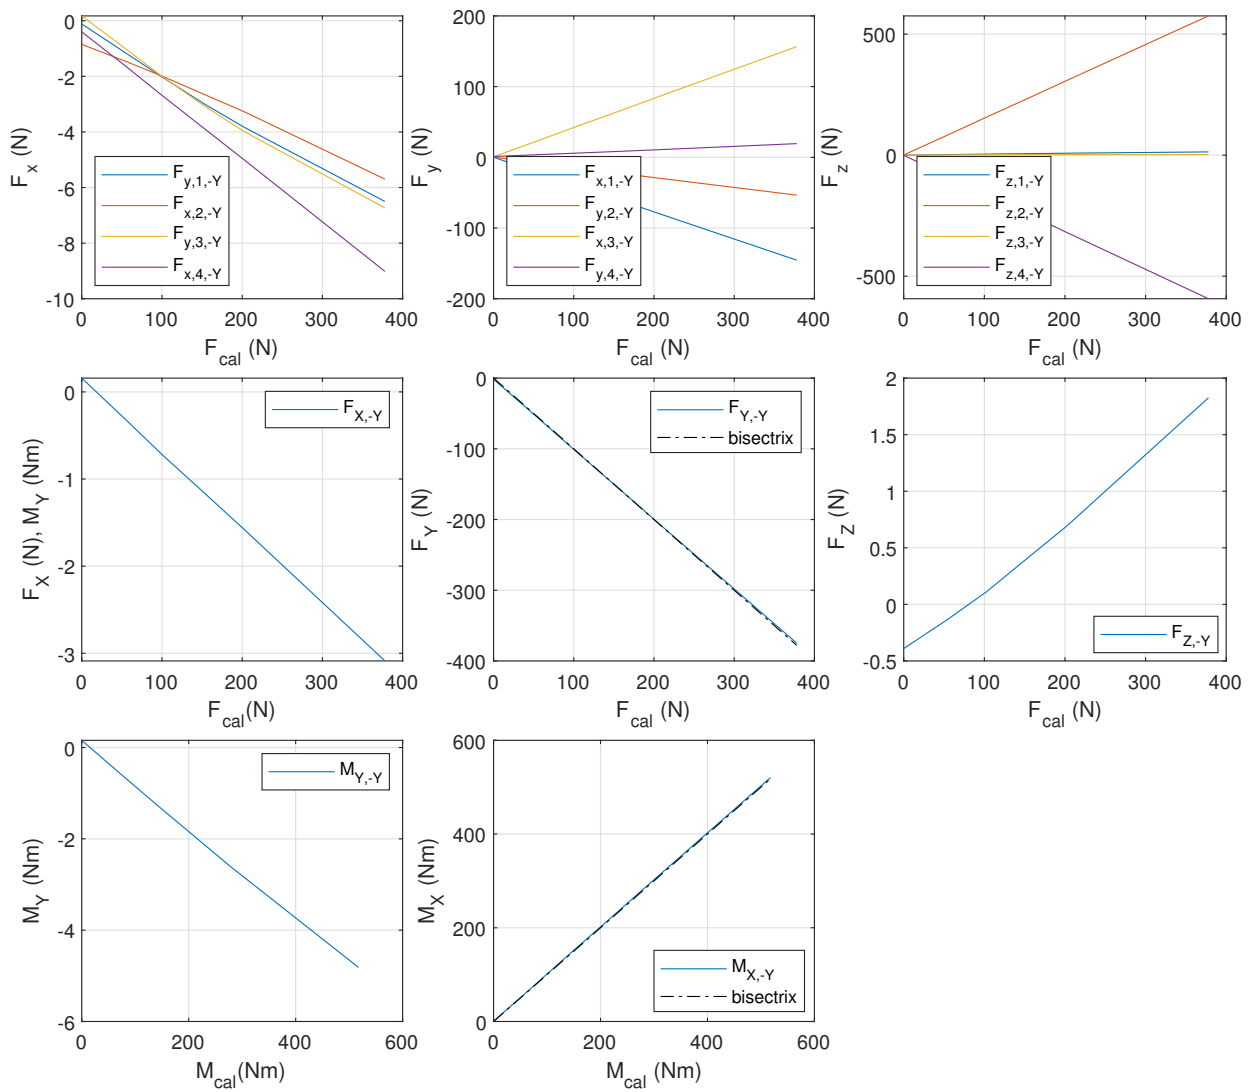 0
-2
-4
-6
-8
-10
F_x (N)
F_y,1,-Y
F_x,2,-Y
F_y,3,-Y
F_x,4,-Y
0 100 200 300 400
F_cal (N)
200
100
0
-100
-200
F_y (N)
F_x,1,-Y
F_y,2,-Y
F_x,3,-Y
F_y,4,-Y
0 100 200 300 400
F_cal (N)
500
0
-500
F_z (N)
F_z,1,-Y
F_z,2,-Y
F_z,3,-Y
F_z,4,-Y
0 100 200 300 400
F_cal (N)
0
-1
-2
-3
F_X (N), M_Y (Nm)
F_X,-Y
0 100 200 300 400
F_cal(N)
0
-100
-200
-300
-400
F_Y (N)
F_Y,-Y
bisectrix
0 100 200 300 400
F_cal (N)
2
1.5
1
0.5
0
-0.5
F_Z (N)
F_Z,-Y
0 100 200 300 400
F_cal (N)
0
-2
-4
-6
M_Y (Nm)
M_Y,-Y
0 200 400 600
M_cal(Nm)
600
400
200
0
M_X (Nm)
M_X,-Y
bisectrix
0 200 400 600
M_cal (Nm)